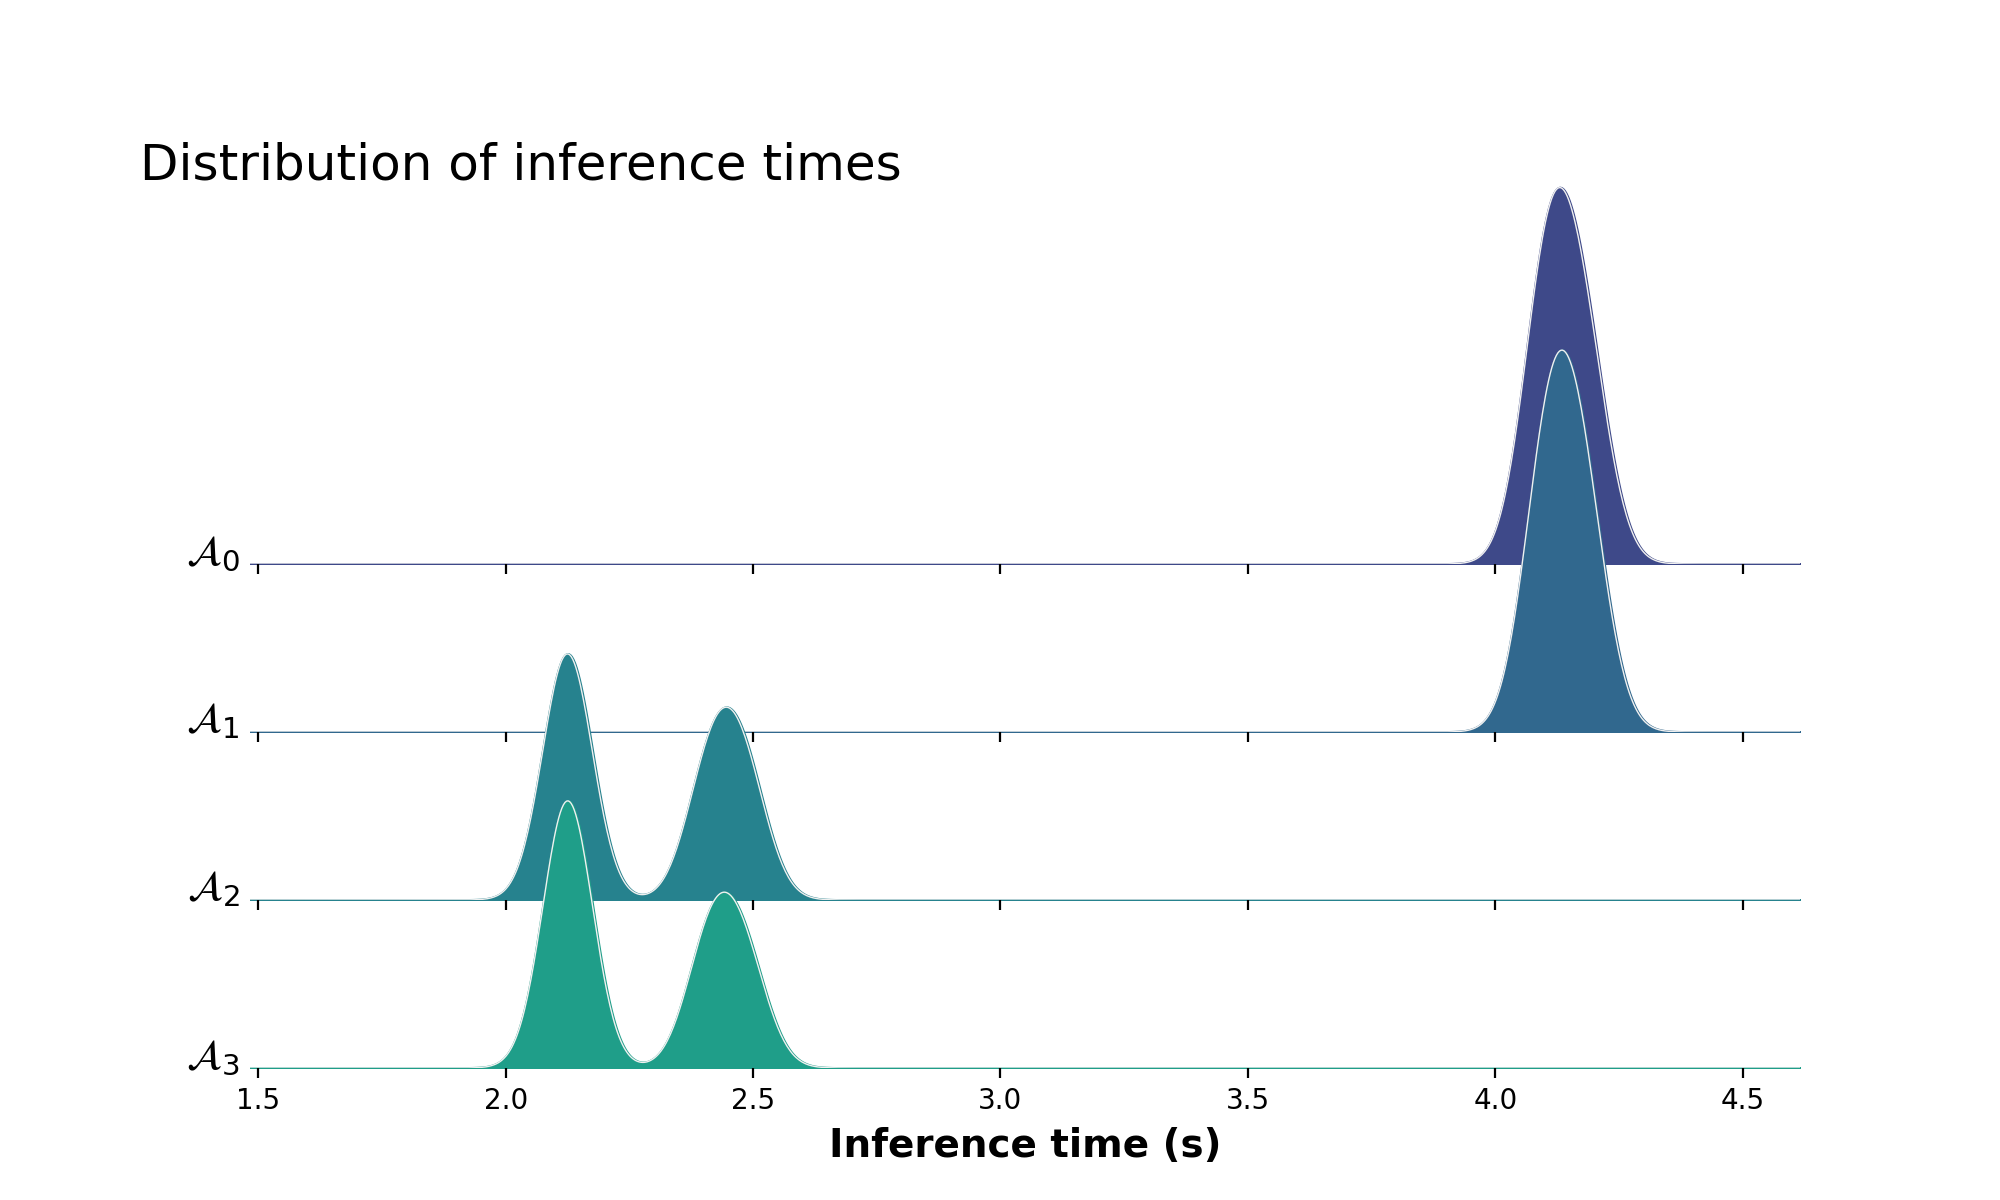 Distribution of inference times
𝒜0
𝒜1
𝒜2
𝒜3
1.5 2.0 2.5 3.0 3.5 4.0 4.5
Inference time (s)